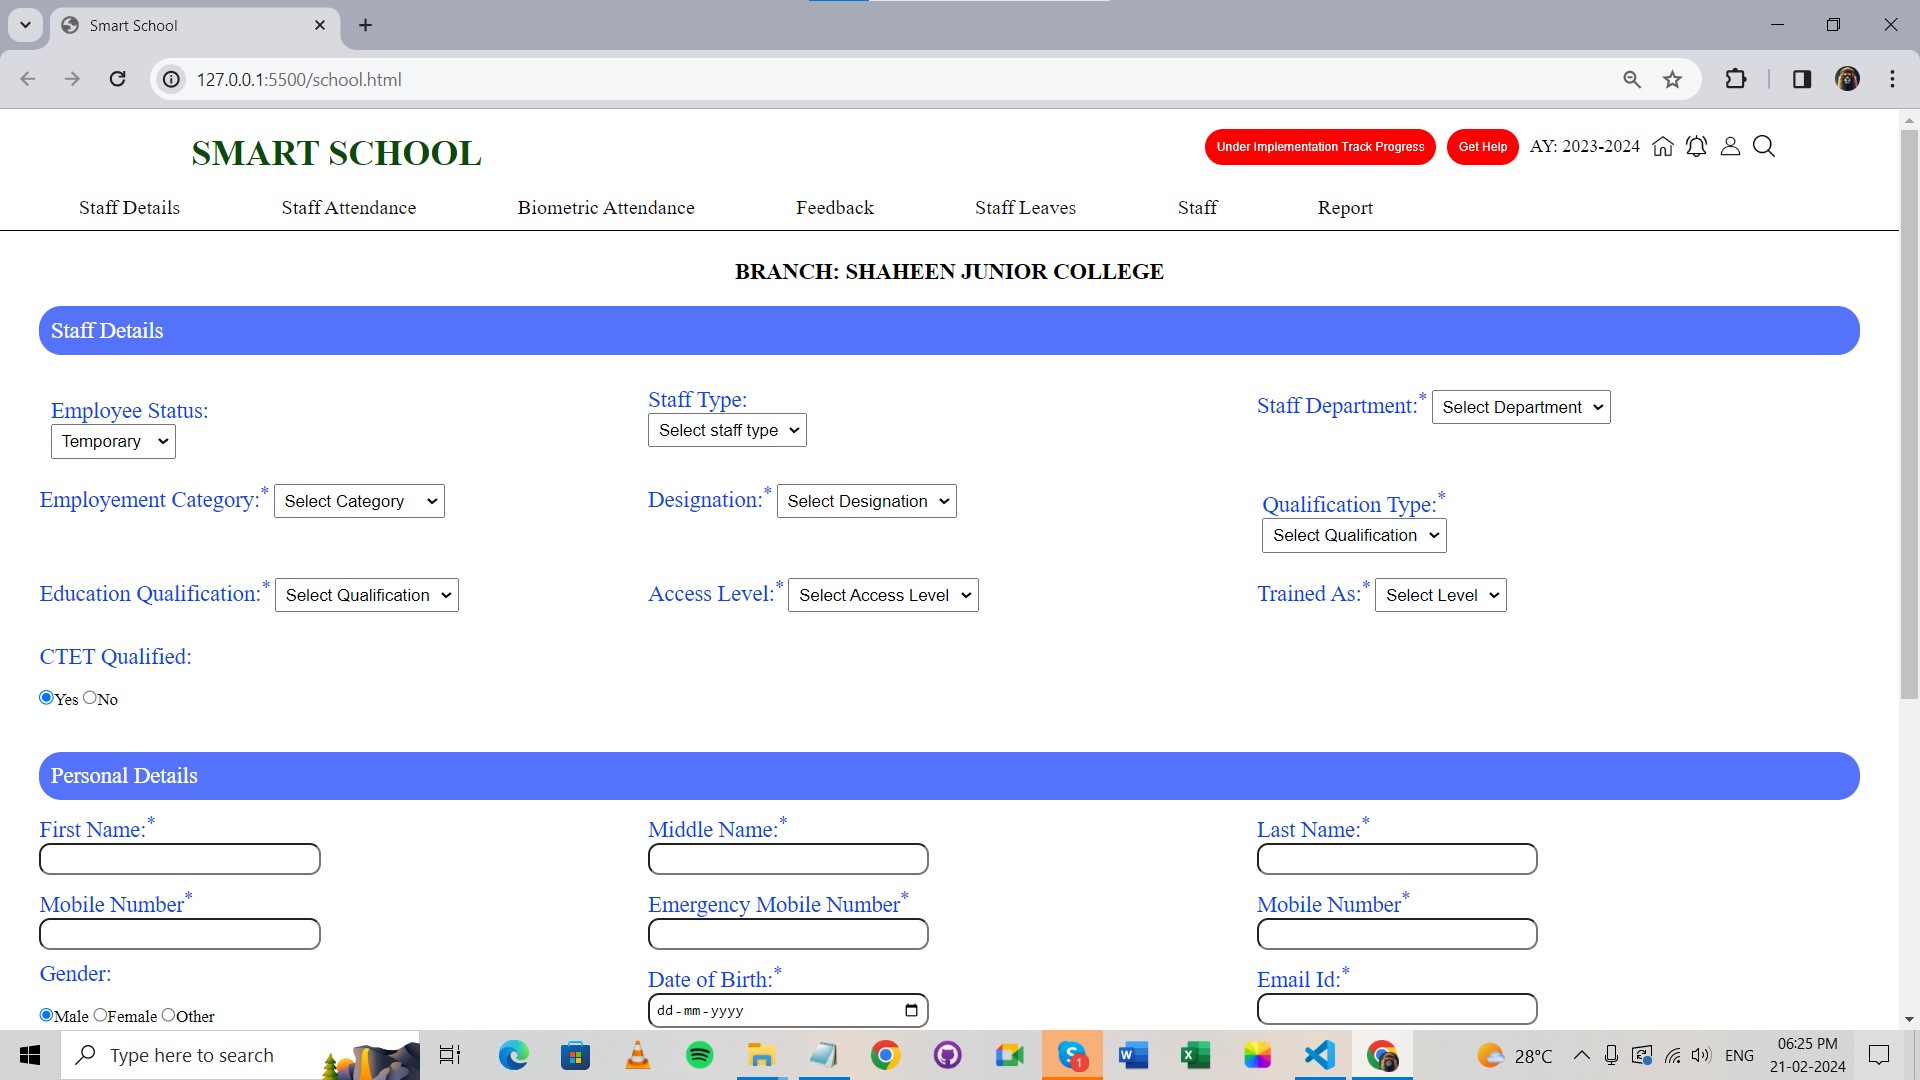 Smart School
127.0.0.1:5500/school.html
SMART SCHOOL
Under Implementation Track Progress Get Help AY: 2023-2024
Staff Details Staff Attendance Biometric Attendance Feedback Staff Leaves Staff Report
BRANCH: SHAHEEN JUNIOR COLLEGE
Staff Details
Employee Status: Staff Type: Staff Department:* Select Department
Temporary Select staff type
Employement Category:* Select Category Designation:* Select Designation Qualification Type:*
Select Qualification
Education Qualification:* Select Qualification Access Level:* Select Access Level Trained As:* Select Level
CTET Qualified:
Yes No
Personal Details
First Name:* Middle Name:* Last Name:*
Mobile Number* Emergency Mobile Number* Mobile Number*
Gender: Date of Birth:* Email Id:*
Male Female Other dd-mm-yyyy
Type here to search 1 28°C ENG 06:25 PM
21-02-2024